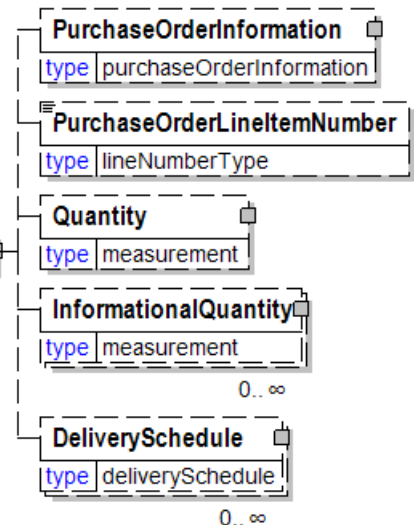 PurchaseOrderInformation
type purchaseOrderInformation
PurchaseOrderLineItemNumber
type lineNumberType
Quantity
type measurement
InformationalQuantity
type measurement
0.. ∞
DeliverySchedule
type deliverySchedule
0.. ∞